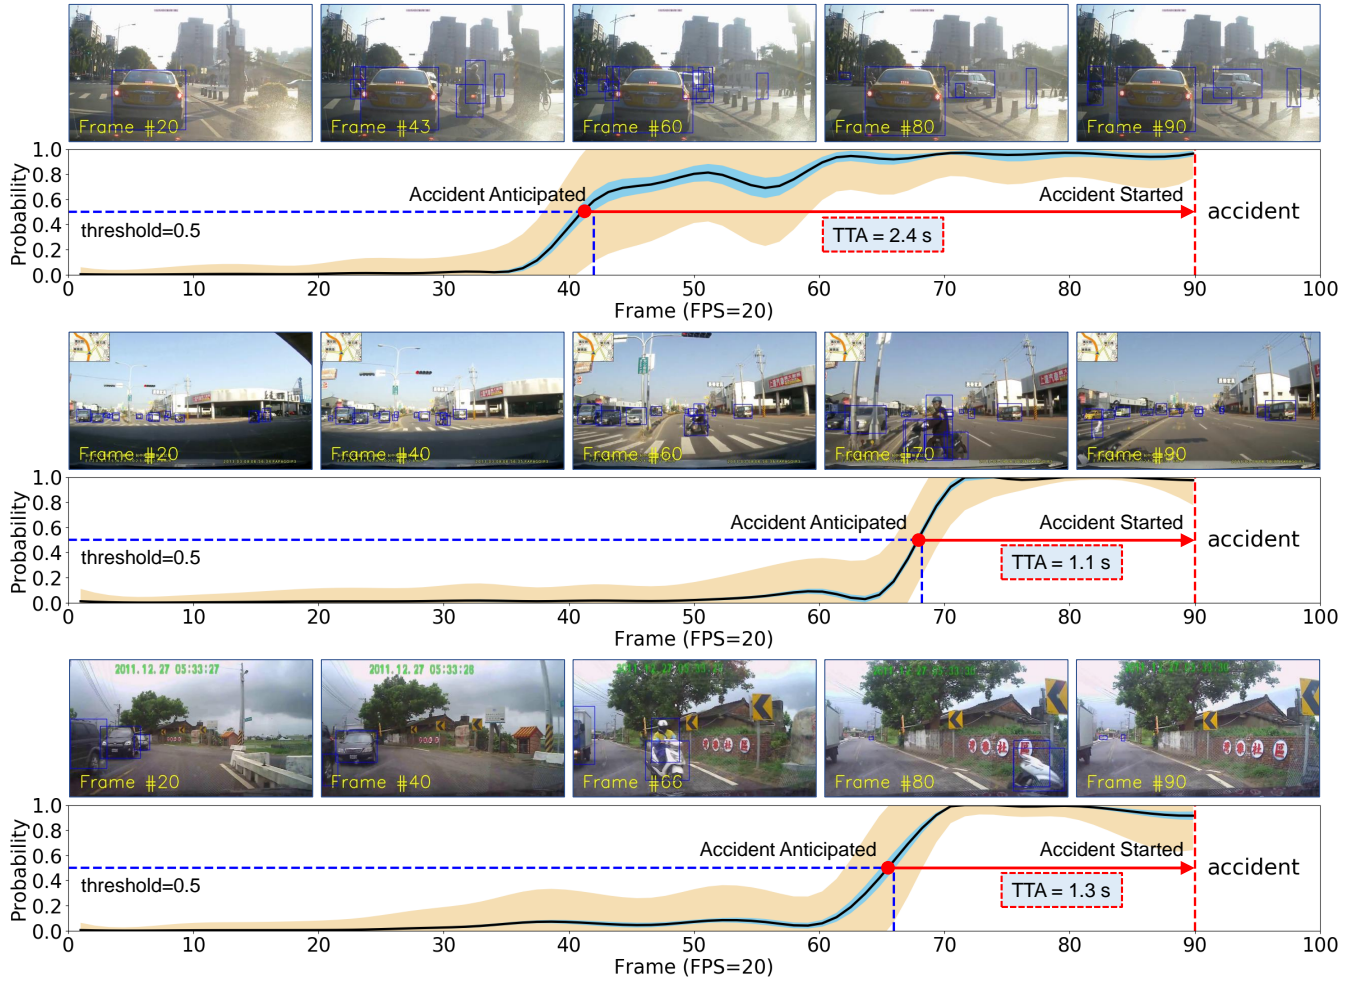 Frame #20
Frame #43
Frame #60
Frame #80
Frame #90
Probability
1.0
0.8
0.6
0.4
0.2
0.0
Accident Anticipated
Accident Started
accident
threshold=0.5
TTA = 2.4 s
0 10 20 30 40 50 60 70 80 90 100
Frame (FPS=20)
Frame #20
Frame #40
Frame #60
Frame #70
Frame #90
Probability
1.0
0.8
0.6
0.4
0.2
0.0
Accident Anticipated
Accident Started
accident
threshold=0.5
TTA = 1.1 s
0 10 20 30 40 50 60 70 80 90 100
Frame (FPS=20)
2011.12.27 05:33:27
2011.12.27 05:33:28
Frame #20
Frame #40
Frame #66
Frame #80
Frame #90
Probability
1.0
0.8
0.6
0.4
0.2
0.0
Accident Anticipated
Accident Started
accident
threshold=0.5
TTA = 1.3 s
0 10 20 30 40 50 60 70 80 90 100
Frame (FPS=20)